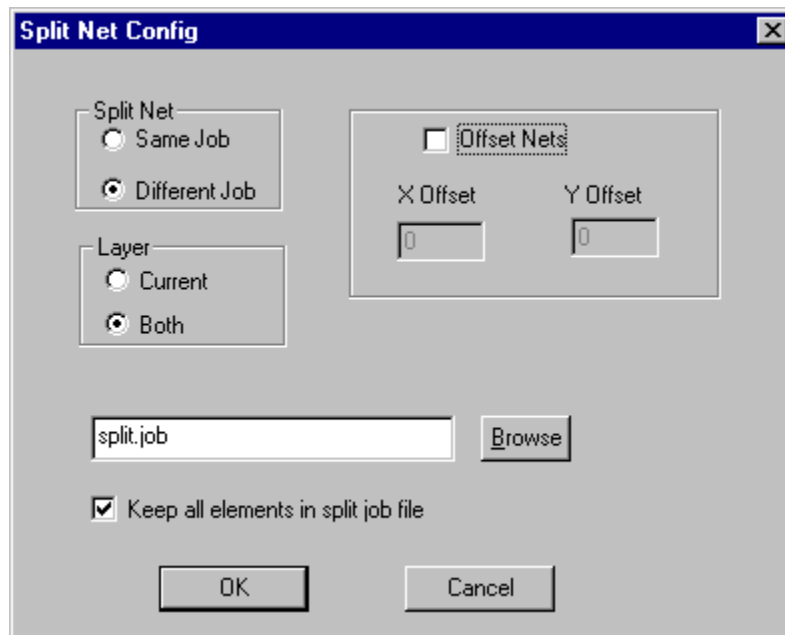 Split Net Config
Split Net
Same Job
Different Job
Offset Nets
X Offset
Y Offset
0
0
Layer
Current
Both
split.job
Browse
Keep all elements in split job file
OK
Cancel